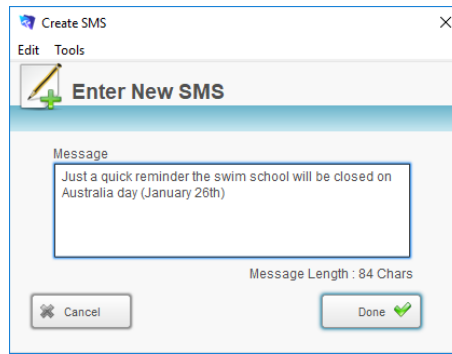 Create SMS
Edit Tools
Enter New SMS
Message
Just a quick reminder the swim school will be closed on
Australia day (January 26th)
Message Length : 84 Chars
Cancel
Done